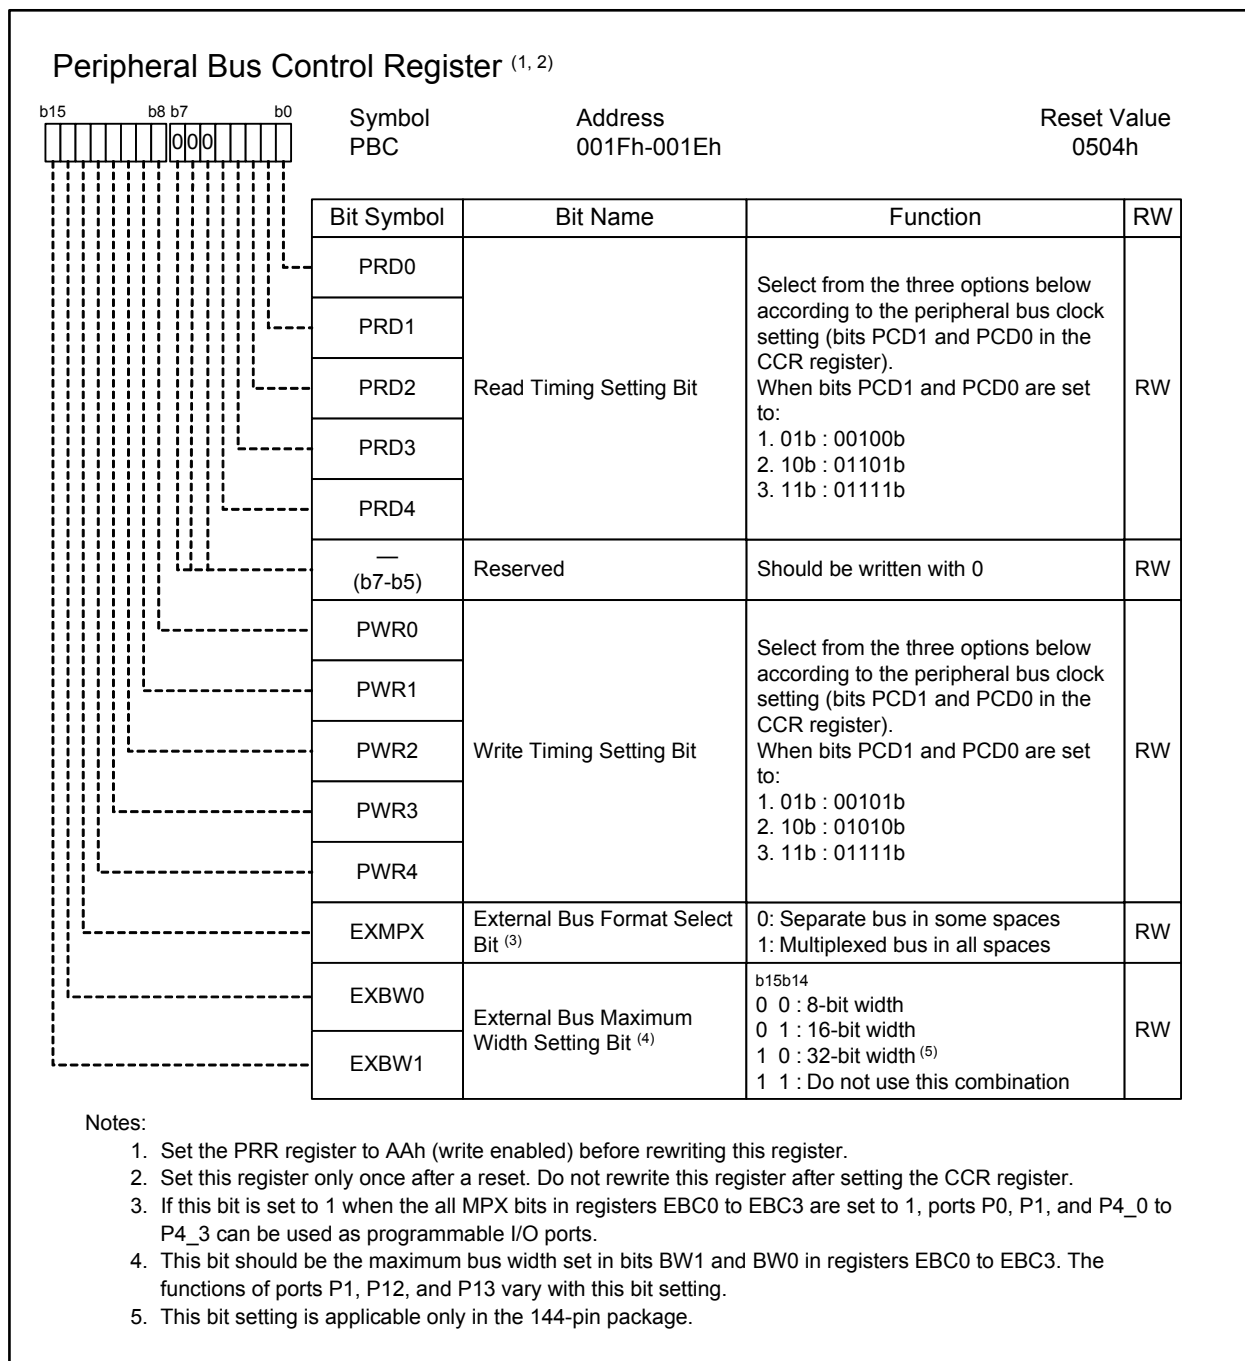 Peripheral Bus Control Register (1, 2)
b15 b8 b7 b0
0 0 0
Symbol Address Reset Value
PBC 001Fh-001Eh 0504h
Bit Symbol Bit Name Function RW
PRD0
PRD1
PRD2
PRD3
PRD4
Read Timing Setting Bit
Select from the three options below
according to the peripheral bus clock
setting (bits PCD1 and PCD0 in the
CCR register).
When bits PCD1 and PCD0 are set
to:
1. 01b : 00100b
2. 10b : 01101b
3. 11b : 01111b
RW
—
(b7-b5) Reserved Should be written with 0 RW
PWR0
PWR1
PWR2
PWR3
PWR4
Write Timing Setting Bit
Select from the three options below
according to the peripheral bus clock
setting (bits PCD1 and PCD0 in the
CCR register).
When bits PCD1 and PCD0 are set
to:
1. 01b : 00101b
2. 10b : 01010b
3. 11b : 01111b
RW
EXMPX
External Bus Format Select
Bit (3)
0: Separate bus in some spaces
1: Multiplexed bus in all spaces
RW
EXBW0
EXBW1
External Bus Maximum
Width Setting Bit (4)
b15b14
0 0 : 8-bit width
0 1 : 16-bit width
1 0 : 32-bit width (5)
1 1 : Do not use this combination
RW
Notes:
1. Set the PRR register to AAh (write enabled) before rewriting this register.
2. Set this register only once after a reset. Do not rewrite this register after setting the CCR register.
3. If this bit is set to 1 when the all MPX bits in registers EBC0 to EBC3 are set to 1, ports P0, P1, and P4_0 to
P4_3 can be used as programmable I/O ports.
4. This bit should be the maximum bus width set in bits BW1 and BW0 in registers EBC0 to EBC3. The
functions of ports P1, P12, and P13 vary with this bit setting.
5. This bit setting is applicable only in the 144-pin package.